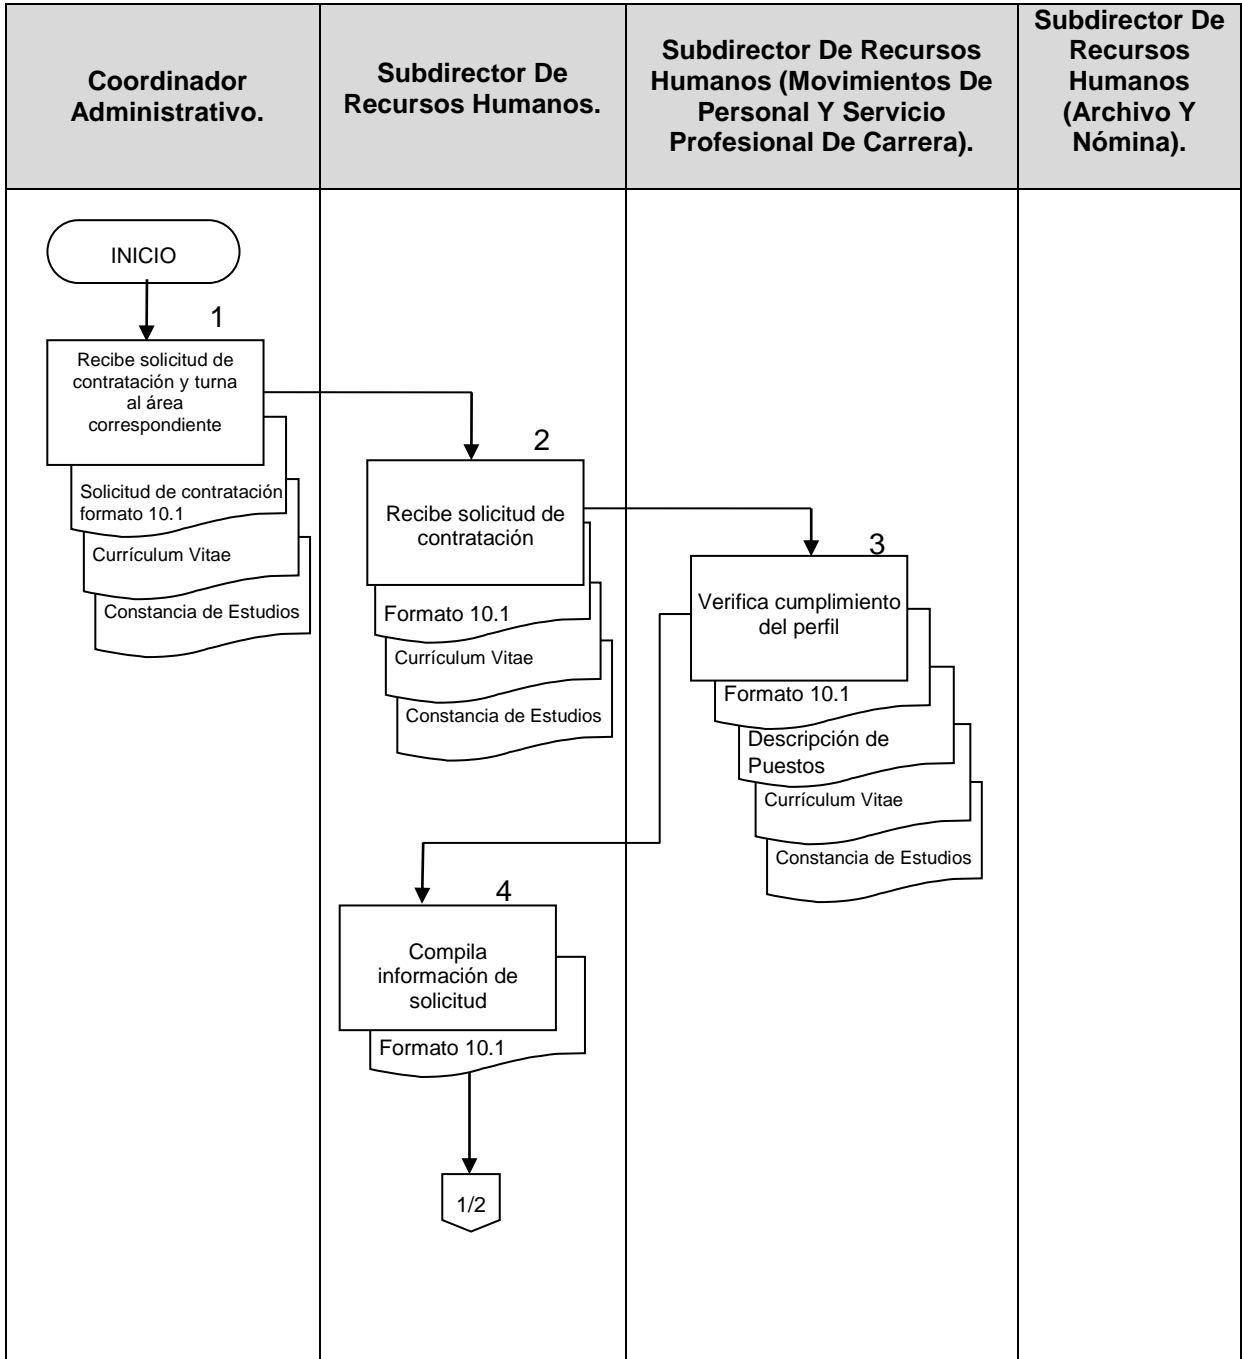 Coordinador
Administrativo.
Subdirector De
Recursos Humanos.
Subdirector De Recursos
Humanos (Movimientos De
Personal Y Servicio
Profesional De Carrera).
Subdirector De
Recursos
Humanos
(Archivo Y
Nómina).
INICIO
1
Recibe solicitud de
contratación y turna
al área
correspondiente
Solicitud de contratación
formato 10.1
Currículum Vitae
Constancia de Estudios
2
Recibe solicitud de
contratación
Formato 10.1
Currículum Vitae
Constancia de Estudios
3
Verifica cumplimiento
del perfil
Formato 10.1
Descripción de
Puestos
Currículum Vitae
Constancia de Estudios
4
Compila
información de
solicitud
Formato 10.1
1/2